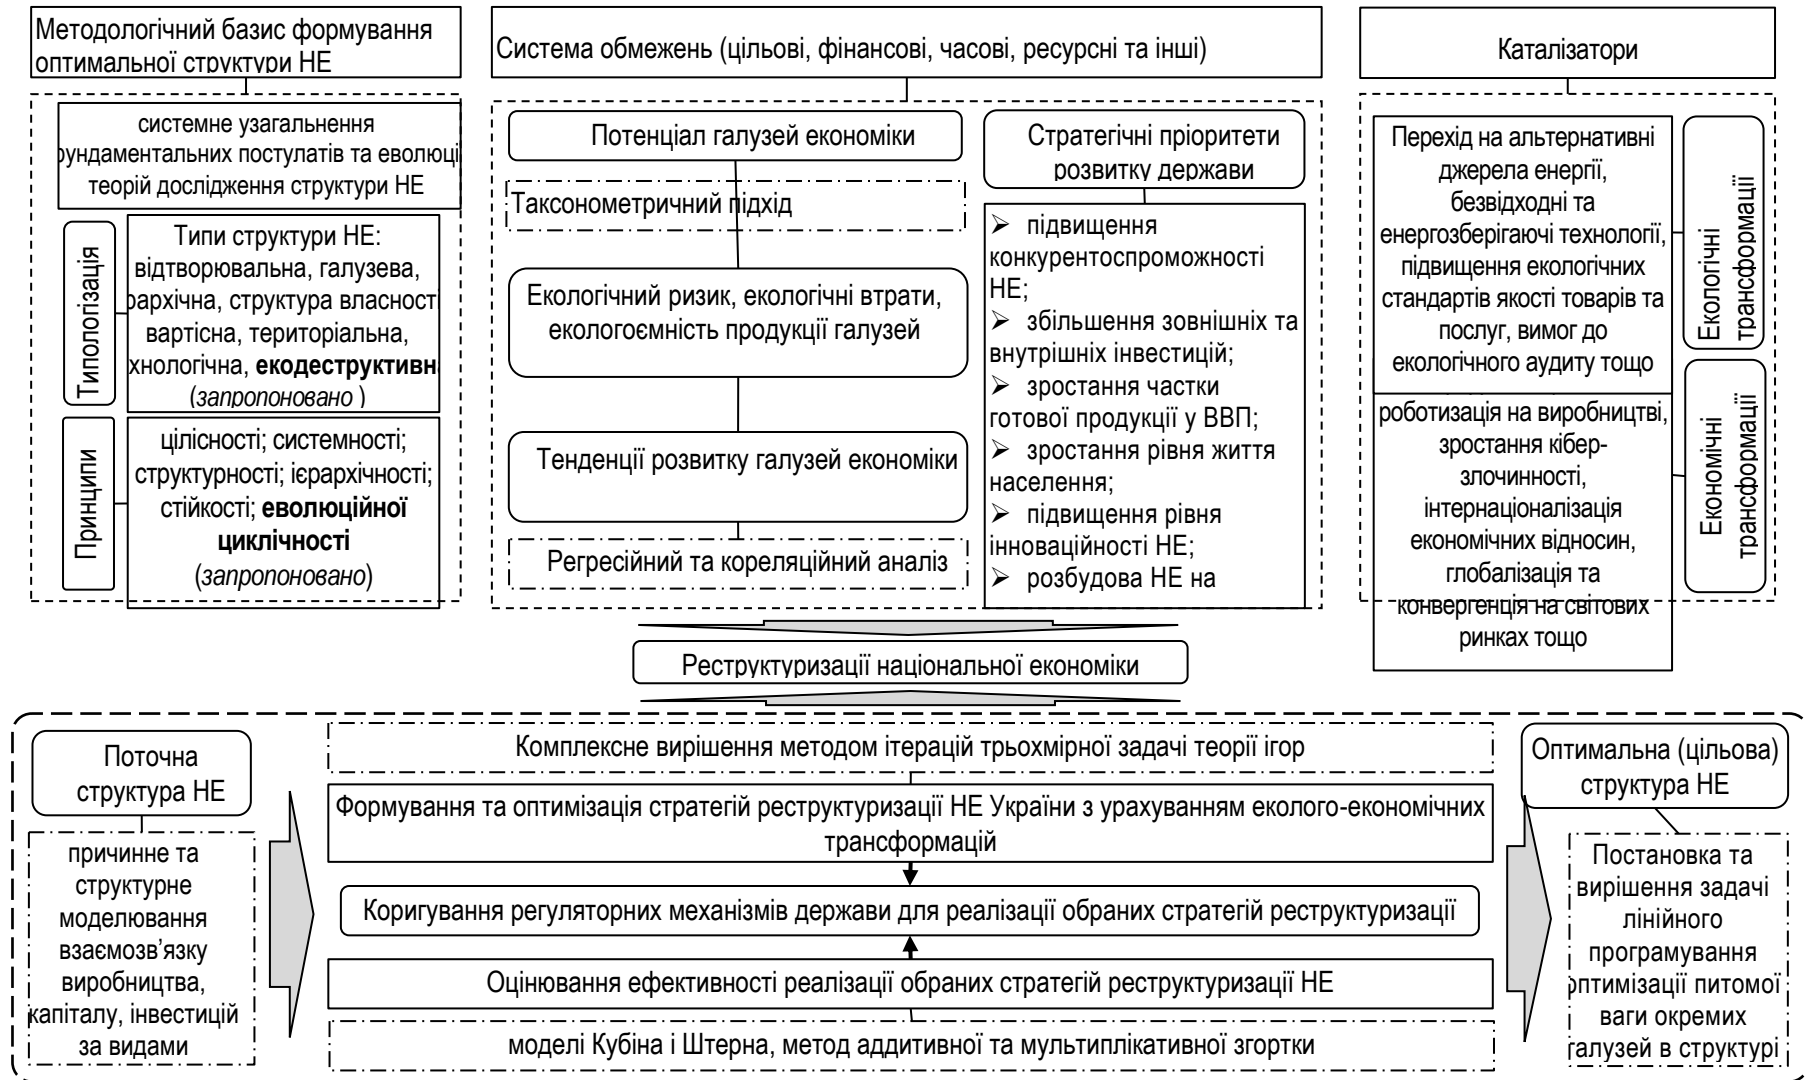 Методологічний базис формування
оптимальної структури НЕ
системне узагальнення
фундаментальних постулатів та еволюці
теорій дослідження структури НЕ
Типологізація
Типи структури НЕ:
відтворювальна, галузева,
рархічна, структура власності
вартісна, територіальна,
хнологічна, екодеструктивна
(запропоновано )
Принципи
цілісності; системності;
структурності; ієрархічності;
стійкості; еволюційної
циклічності
(запропоновано)
Система обмежень (цільові, фінансові, часові, ресурсні та інші)
Потенціал галузей економіки
Таксонометричний підхід
Екологічний ризик, екологічні втрати,
екологоємність продукції галузей
Тенденції розвитку галузей економіки
Регресійний та кореляційний аналіз
Стратегічні пріоритети
розвитку держави
➢ підвищення
конкурентоспроможності
НЕ;
➢ збільшення зовнішніх та
внутрішніх інвестицій;
➢ зростання частки
готової продукції у ВВП;
➢ зростання рівня життя
населення;
➢ підвищення рівня
інноваційності НЕ;
➢ розбудова НЕ на
Каталізатори
Перехід на альтернативні
джерела енергії,
безвідходні та
енергозберігаючі технології,
підвищення екологічних
стандартів якості товарів та
послуг, вимог до
екологічного аудиту тощо
Екологічні
трансформації
роботизація на виробництві,
зростання кібер-
злочинності,
інтернаціоналізація
економічних відносин,
глобалізація та
конвергенція на світових
ринках тощо
Економічні
трансформації
Реструктуризації національної економіки
Поточна
структура НЕ
причинне та
структурне
моделювання
взаємозв’язку
виробництва,
капіталу, інвестицій
за видами
Комплексне вирішення методом ітерацій трьохмірної задачі теорії ігор
Формування та оптимізація стратегій реструктуризації НЕ України з урахуванням еколого-економічних
трансформацій
Коригування регуляторних механізмів держави для реалізації обраних стратегій реструктуризації
Оцінювання ефективності реалізації обраних стратегій реструктуризації НЕ
моделі Кубіна і Штерна, метод аддитивної та мультиплікативної згортки
Оптимальна (цільова)
структура НЕ
Постановка та
вирішення задачі
лінійного
програмування
оптимізації питомої
ваги окремих
галузей в структурі